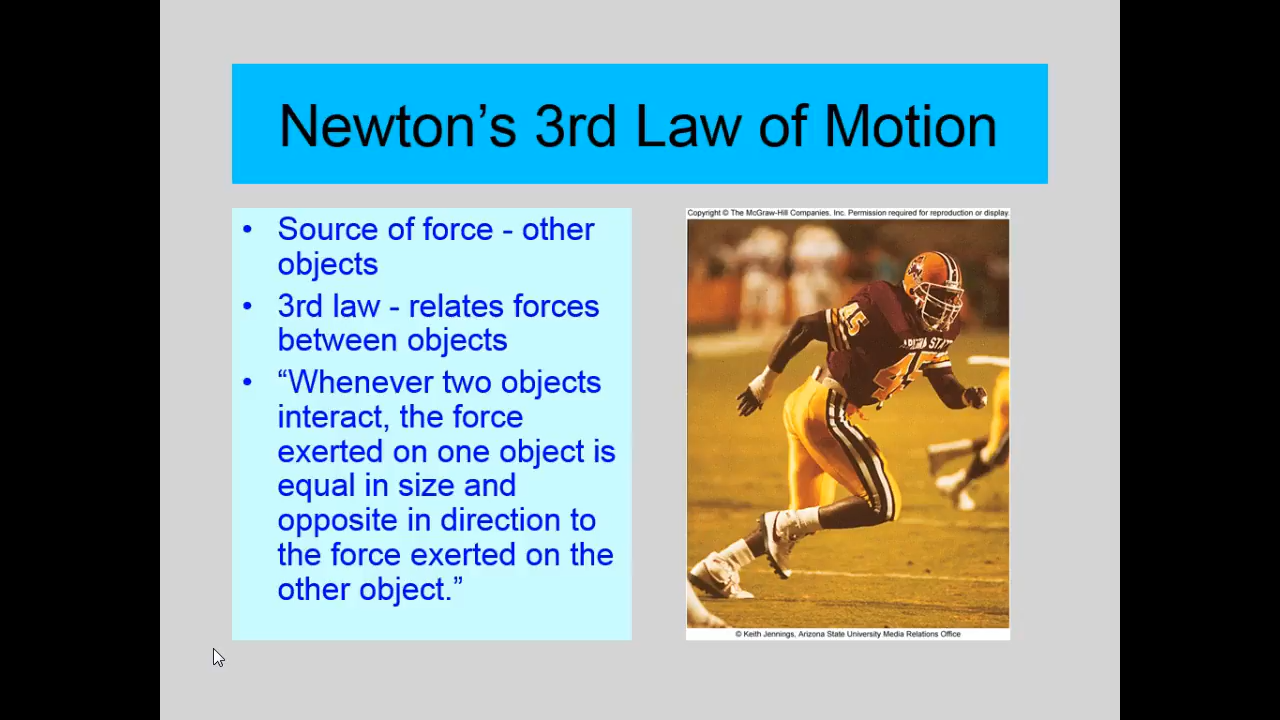 Newton's 3rd Law of Motion
• Source of force - other
objects
• 3rd law - relates forces
between objects
• “Whenever two objects
interact, the force
exerted on one object is
equal in size and
opposite in direction to
the force exerted on the
other object.”
Copyright © The McGraw-Hill Companies, Inc. Permission required for reproduction or display.
45
45
© Keith Jennings, Arizona State University Media Relations Office